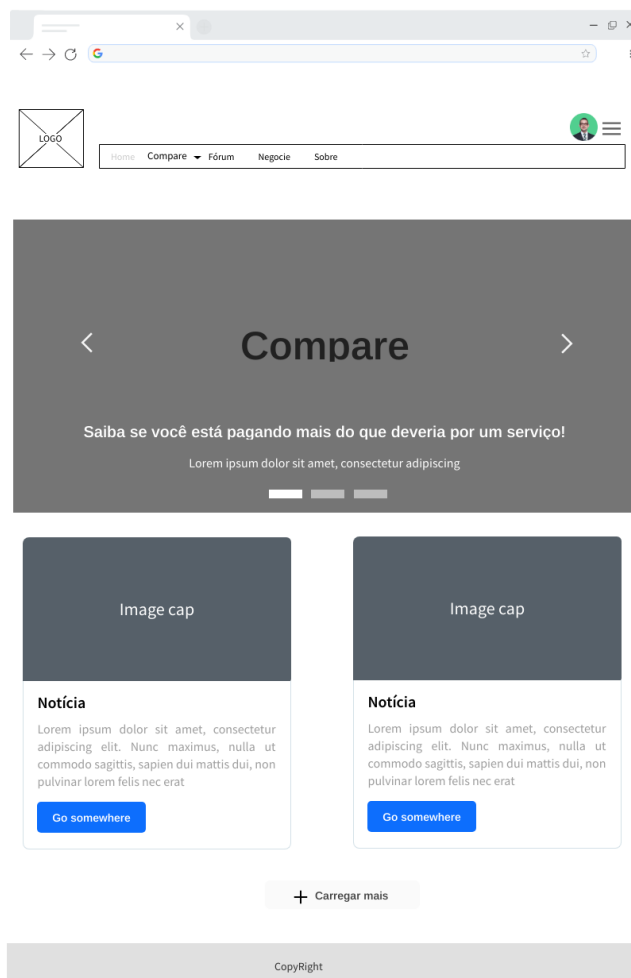 LOGO
Home Compare Fórum Negocie Sobre
Compare
Saiba se você está pagando mais do que deveria por um serviço!
Lorem ipsum dolor sit amet, consectetur adipiscing
Image cap
Notícia
Lorem ipsum dolor sit amet, consectetur
adipiscing elit. Nunc maximus, nulla ut
commodo sagittis, sapien dui mattis dui, non
pulvinar lorem felis nec erat
Go somewhere
Image cap
Notícia
Lorem ipsum dolor sit amet, consectetur
adipiscing elit. Nunc maximus, nulla ut
commodo sagittis, sapien dui mattis dui, non
pulvinar lorem felis nec erat
Go somewhere
Carregar mais
CopyRight